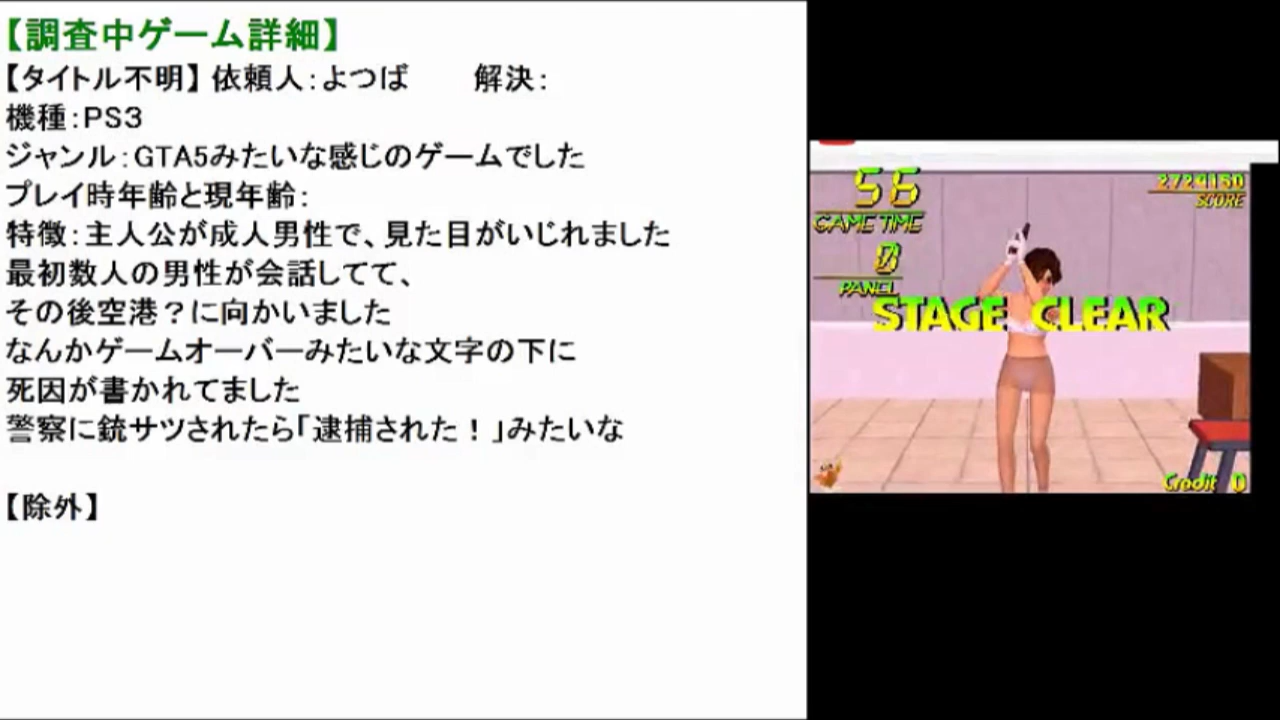 【調査中ゲーム詳細】
【タイトル不明】依頼人：よつば　　解決：
機種：PS3
ジャンル：GTA5みたいな感じのゲームでした
プレイ時年齢と現年齢：
特徴：主人公が成人男性で、見た目がいじれました
最初数人の男性が会話してて、
その後空港？に向かいました
なんかゲームオーバーみたいな文字の下に
死因が書かれてました
警察に銃サツされたら「逮捕された！」みたいな
【除外】
56
GAME TIME
0
PANEL
2729150
SCORE
STAGE CLEAR
Credit 0